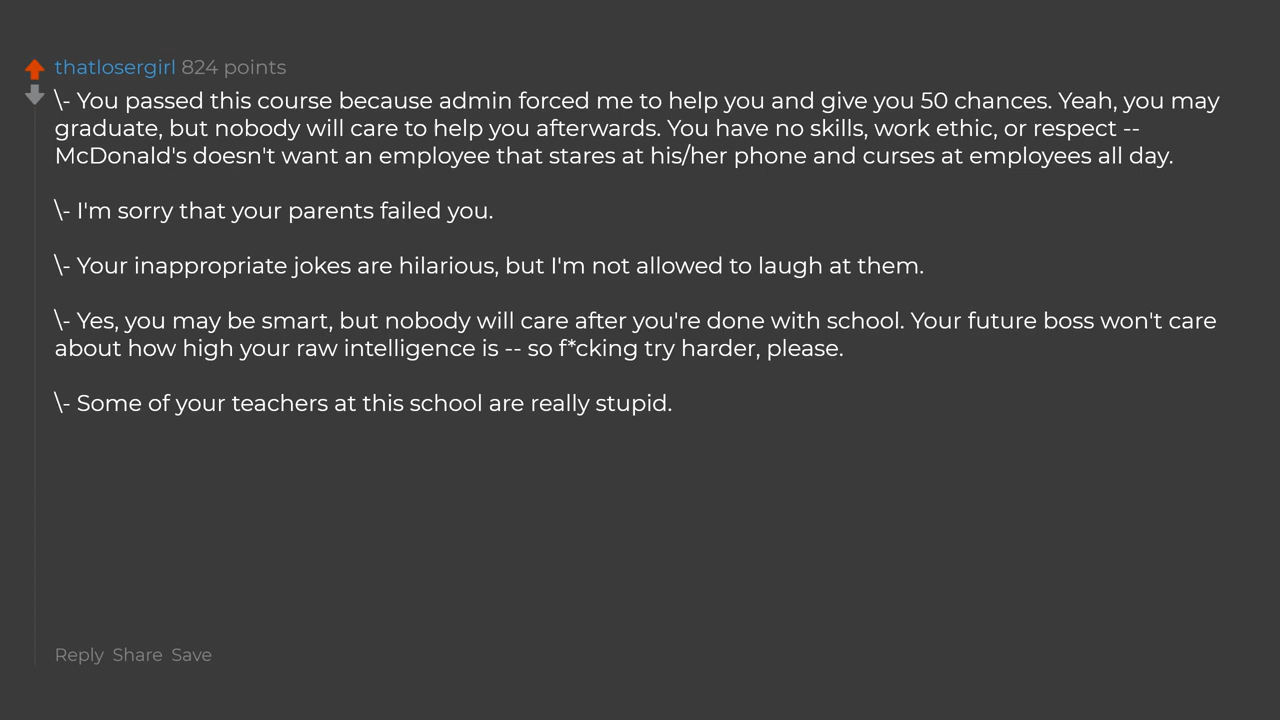 thatlosergirl 824 points
\- You passed this course because admin forced me to help you and give you 50 chances. Yeah, you may
graduate, but nobody will care to help you afterwards. You have no skills, work ethic, or respect --
McDonald's doesn't want an employee that stares at his/her phone and curses at employees all day.
\- I'm sorry that your parents failed you.
\- Your inappropriate jokes are hilarious, but I'm not allowed to laugh at them.
\- Yes, you may be smart, but nobody will care after you're done with school. Your future boss won't care
about how high your raw intelligence is -- so f*cking try harder, please.
\- Some of your teachers at this school are really stupid.
Reply Share Save